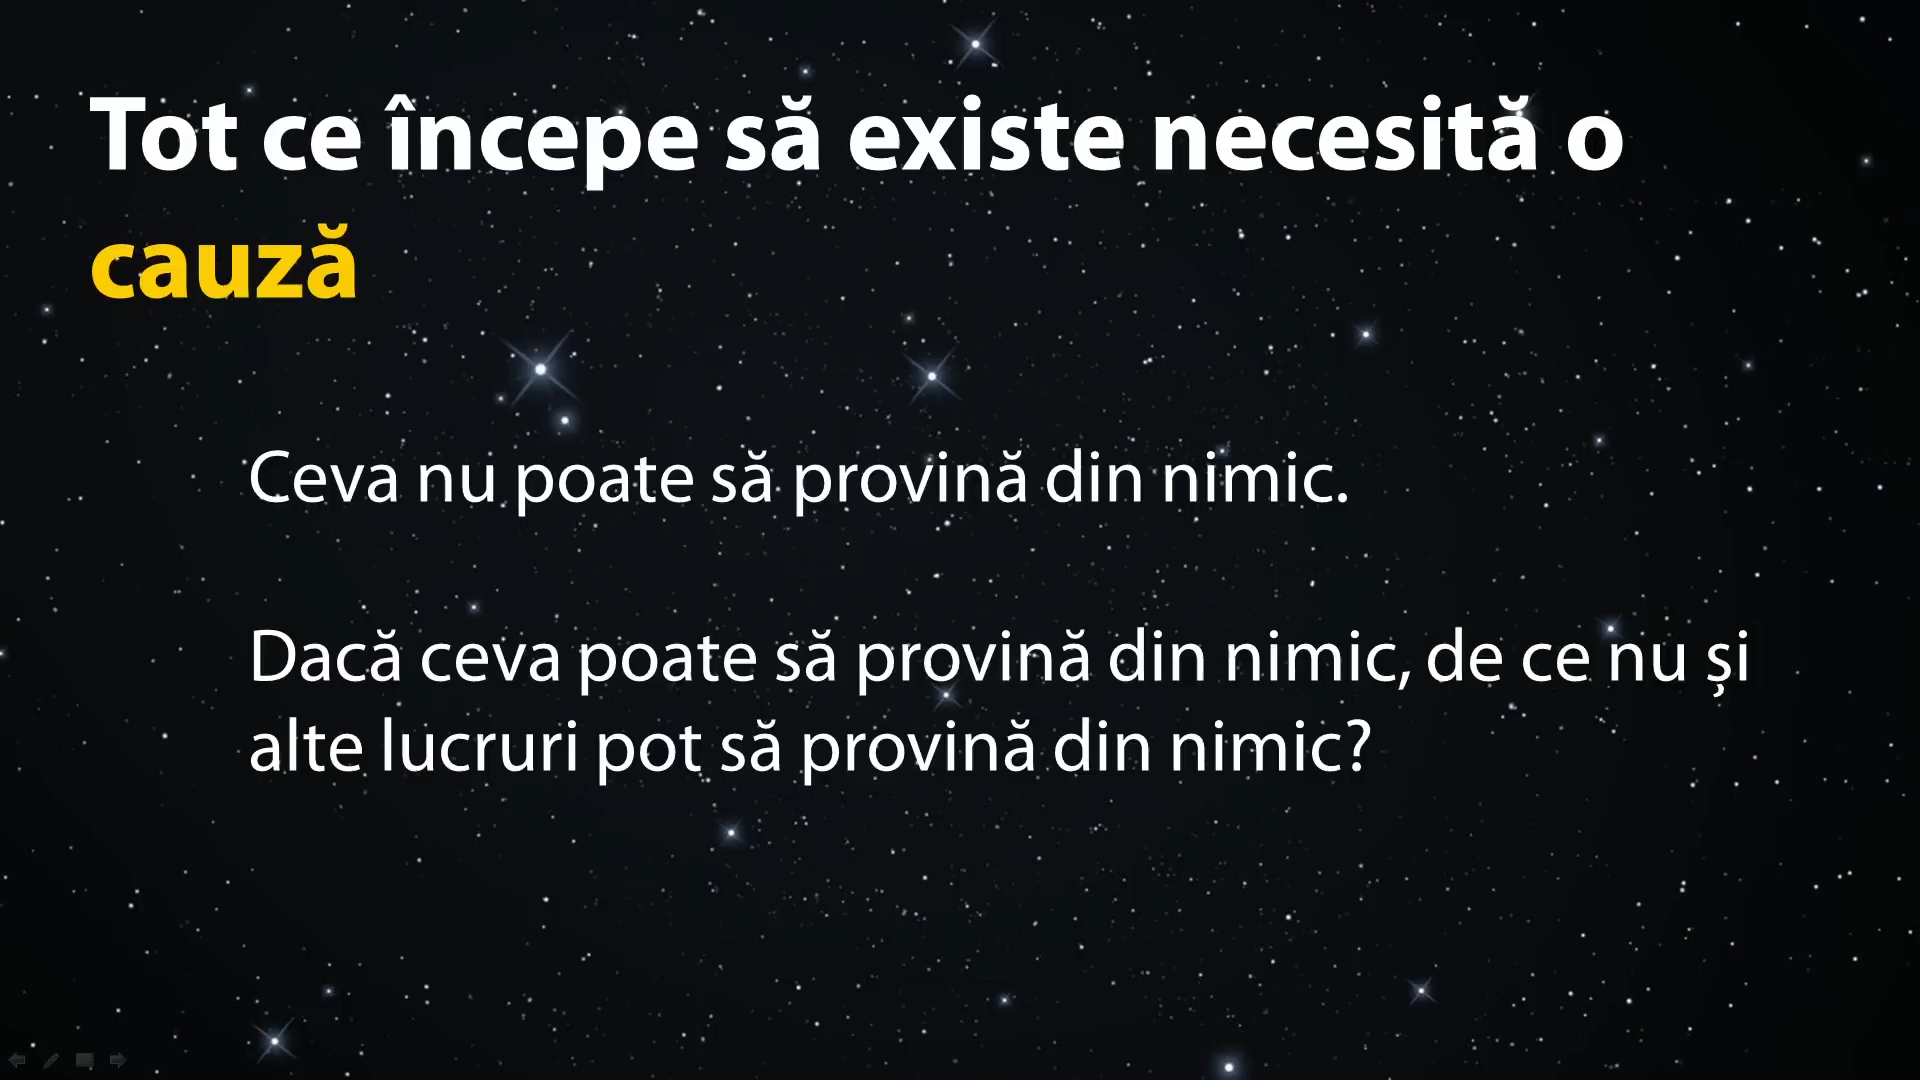 Tot ce începe să existe necesită o
cauză
Ceva nu poate să provină din nimic.
Dacă ceva poate să provină din nimic, de ce nu și
alte lucruri pot să provină din nimic?